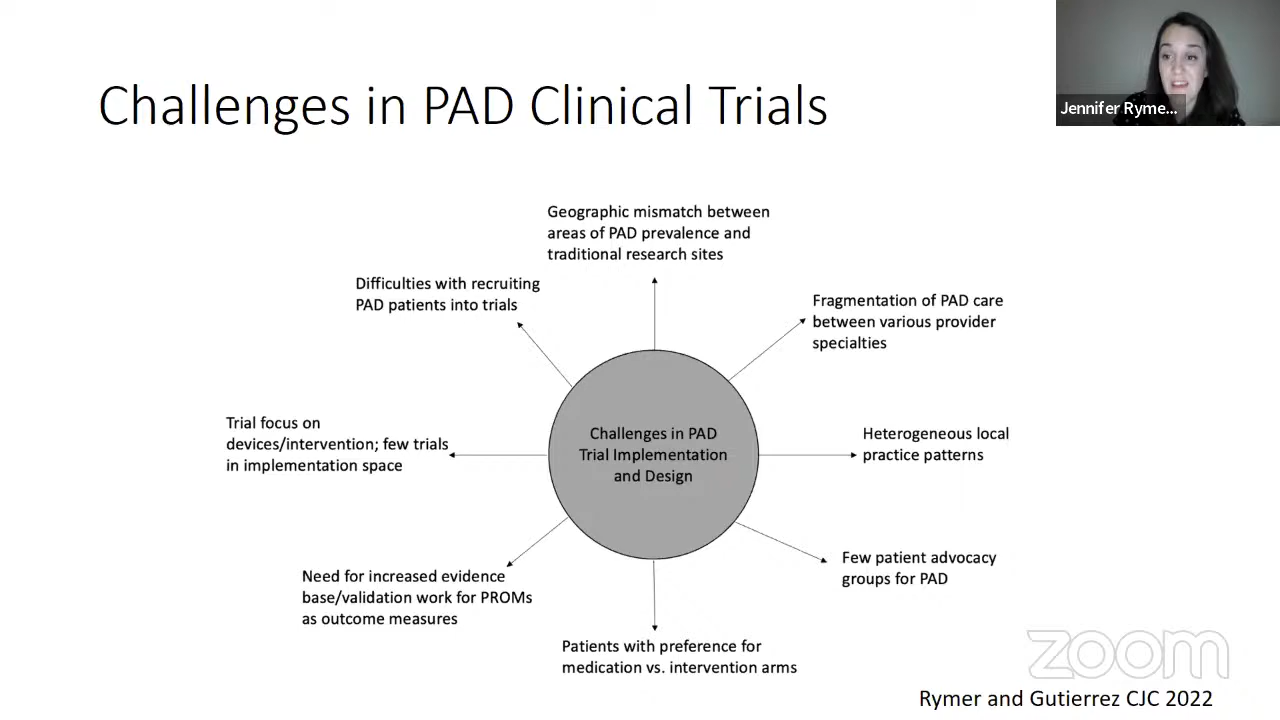 Challenges in PAD Clinical Trials
Jennifer Ryme...
Geographic mismatch between
areas of PAD prevalence and
traditional research sites
Difficulties with recruiting
PAD patients into trials
Fragmentation of PAD care
between various provider
specialties
Trial focus on
devices/intervention; few trials
in implementation space
Challenges in PAD
Trial Implementation
and Design
Heterogeneous local
practice patterns
Need for increased evidence
base/validation work for PROMs
as outcome measures
Few patient advocacy
groups for PAD
Patients with preference for
medication vs. intervention arms
zoom
Rymer and Gutierrez CJC 2022